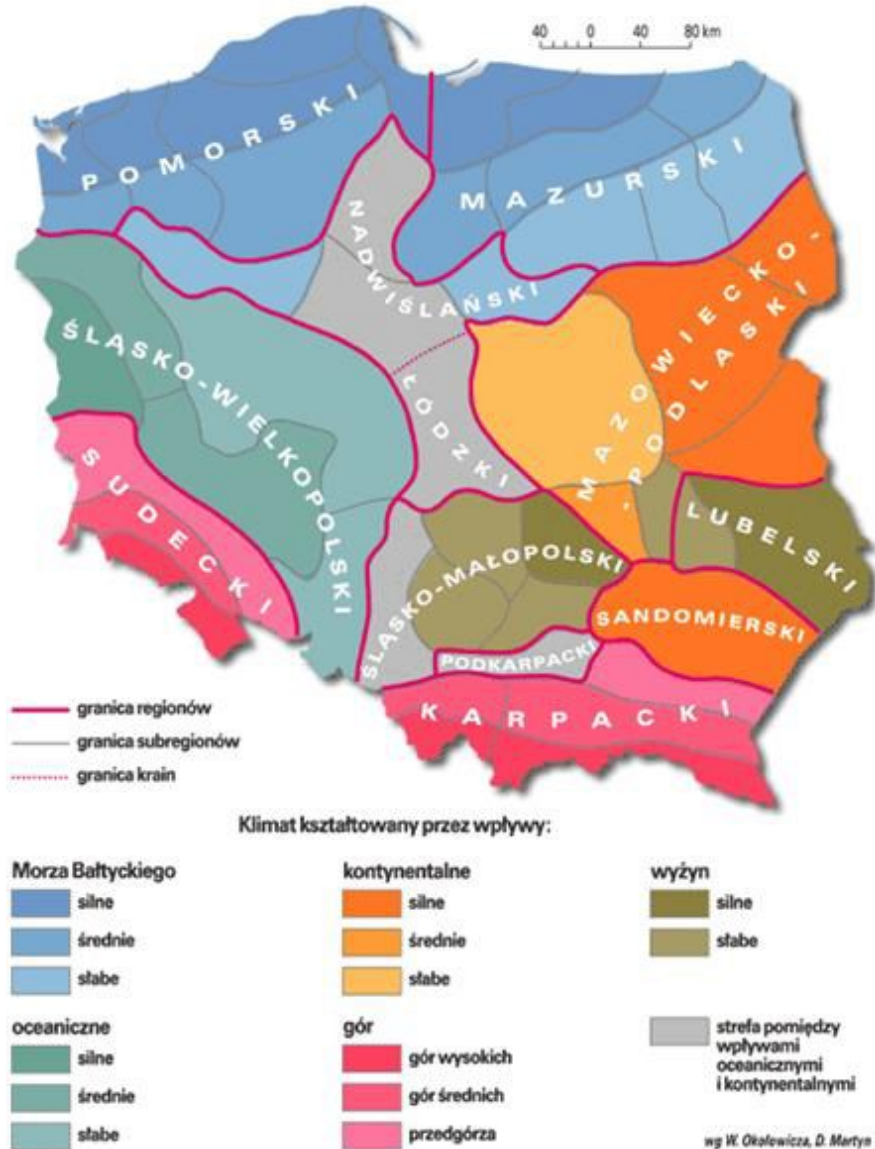 40 0 80 km
POMORSKI
MAZURSKI
NADWIŚLAŃSKI
MAZOWIECKO-
-PODLASKI
ŚLĄSKO-WIELKOPOLSKI
ŁÓDZKI
SUDECKI
LUBELSKI
ŚLĄSKO-MAŁOPOLSKI
SANDOMIERSKI
PODKARPACKI
KARPACKI
granica regionów
granica subregionów
granica krain
Klimat kształtowany przez wpływy:
Morza Bałtyckiego
silne
średnie
słabe
kontynentalne
silne
średnie
słabe
wyżyn
silne
słabe
oceaniczne
silne
średnie
słabe
gór
gór wysokich
gór średnich
przedgórza
strefa pomiędzy
wpływami
oceanicznymi
i kontynentalnymi
wg W. Okołowicza, D. Martyn